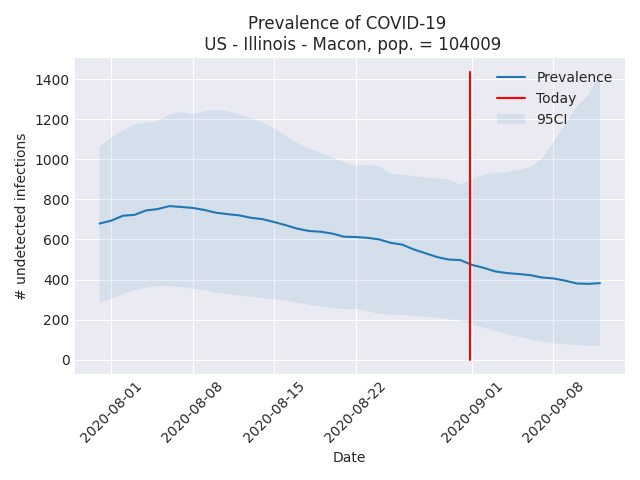 Prevalence of COVID-19
US - Illinois - Macon, pop. = 104009
# undetected infections
1400
1200
1000
800
600
400
200
0
Prevalence
Today
95CI
2020-08-01
2020-08-08
2020-08-15
2020-08-22
2020-09-01
2020-09-08
Date